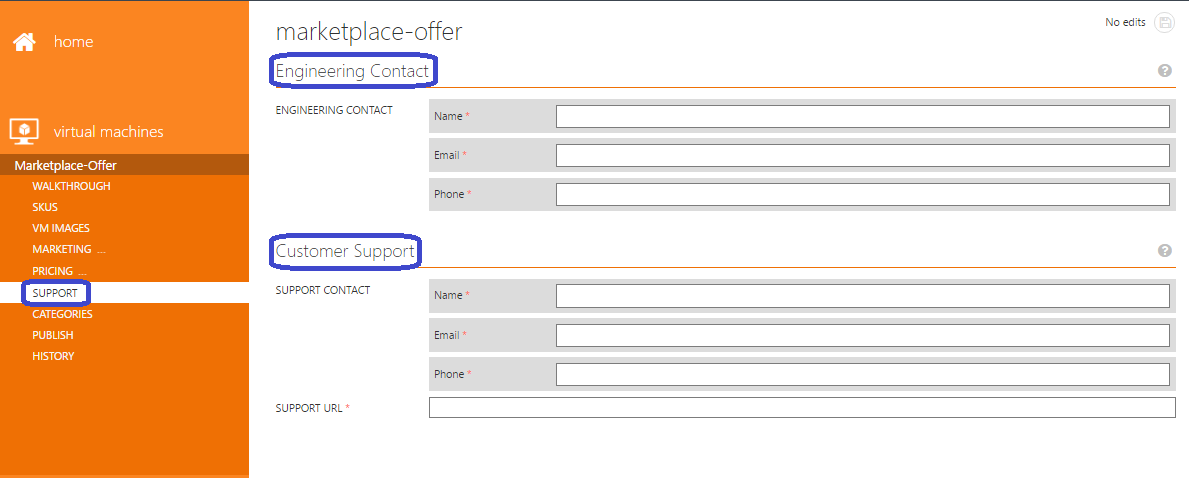 home
virtual machines
Marketplace-Offer
WALKTHROUGH
SKUS
VM IMAGES
MARKETING ...
PRICING ...
SUPPORT
CATEGORIES
PUBLISH
HISTORY
marketplace-offer
No edits
Engineering Contact
?
ENGINEERING CONTACT
Name *
Email *
Phone *
Customer Support
?
SUPPORT CONTACT
Name *
Email *
Phone *
SUPPORT URL *